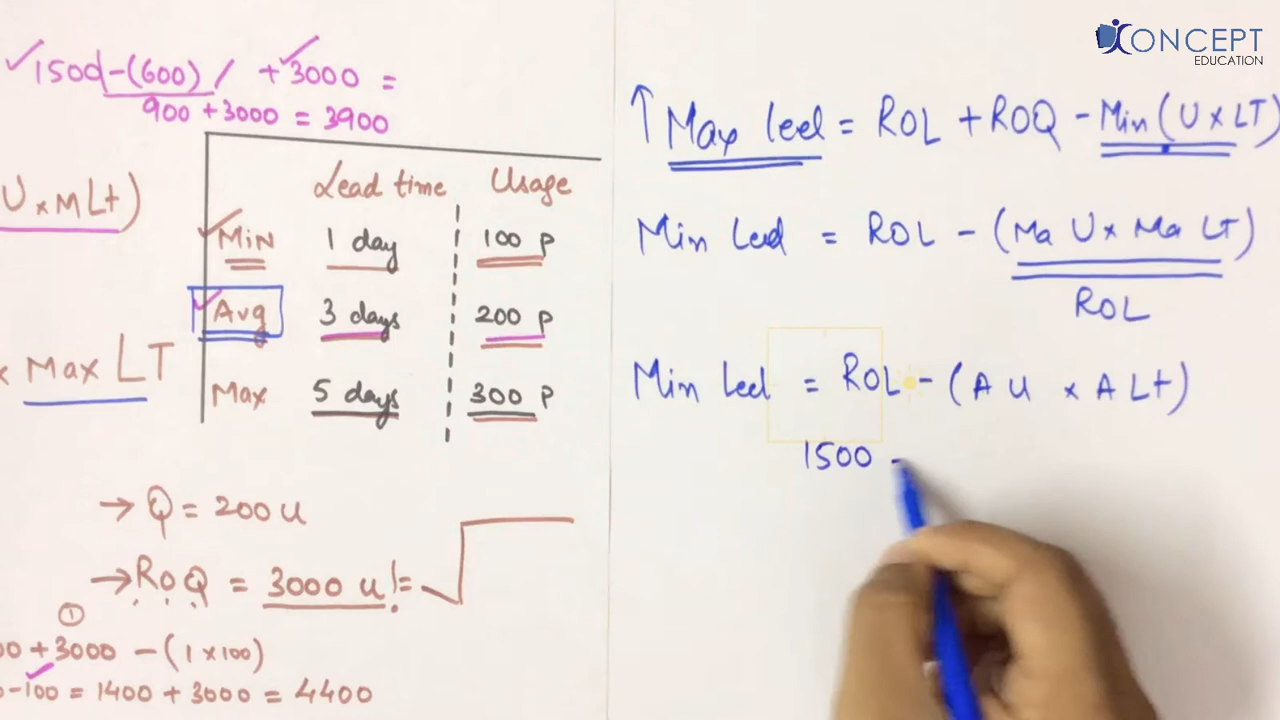 1500 -(600) / + 3000 =
900 + 3000 = 3900
U x M Lt)
x Max LT
Lead time Usage
MiN 1 day 100 p
Avg 3 days 200 p
Max 5 days 300 p
→ Q = 200 u
→ RoQ = 3000 u ! = √
①
00 + 3000 - (1 x 100)
0 - 100 = 1400 + 3000 = 4400
CONCEPT
EDUCATION
↑ Max leel = ROL + ROQ - Min (U x LT)
Min Leel = ROL - (Ma U x Ma LT)
ROL
Min Leel = ROL - (A U x A Lt)
1500 -